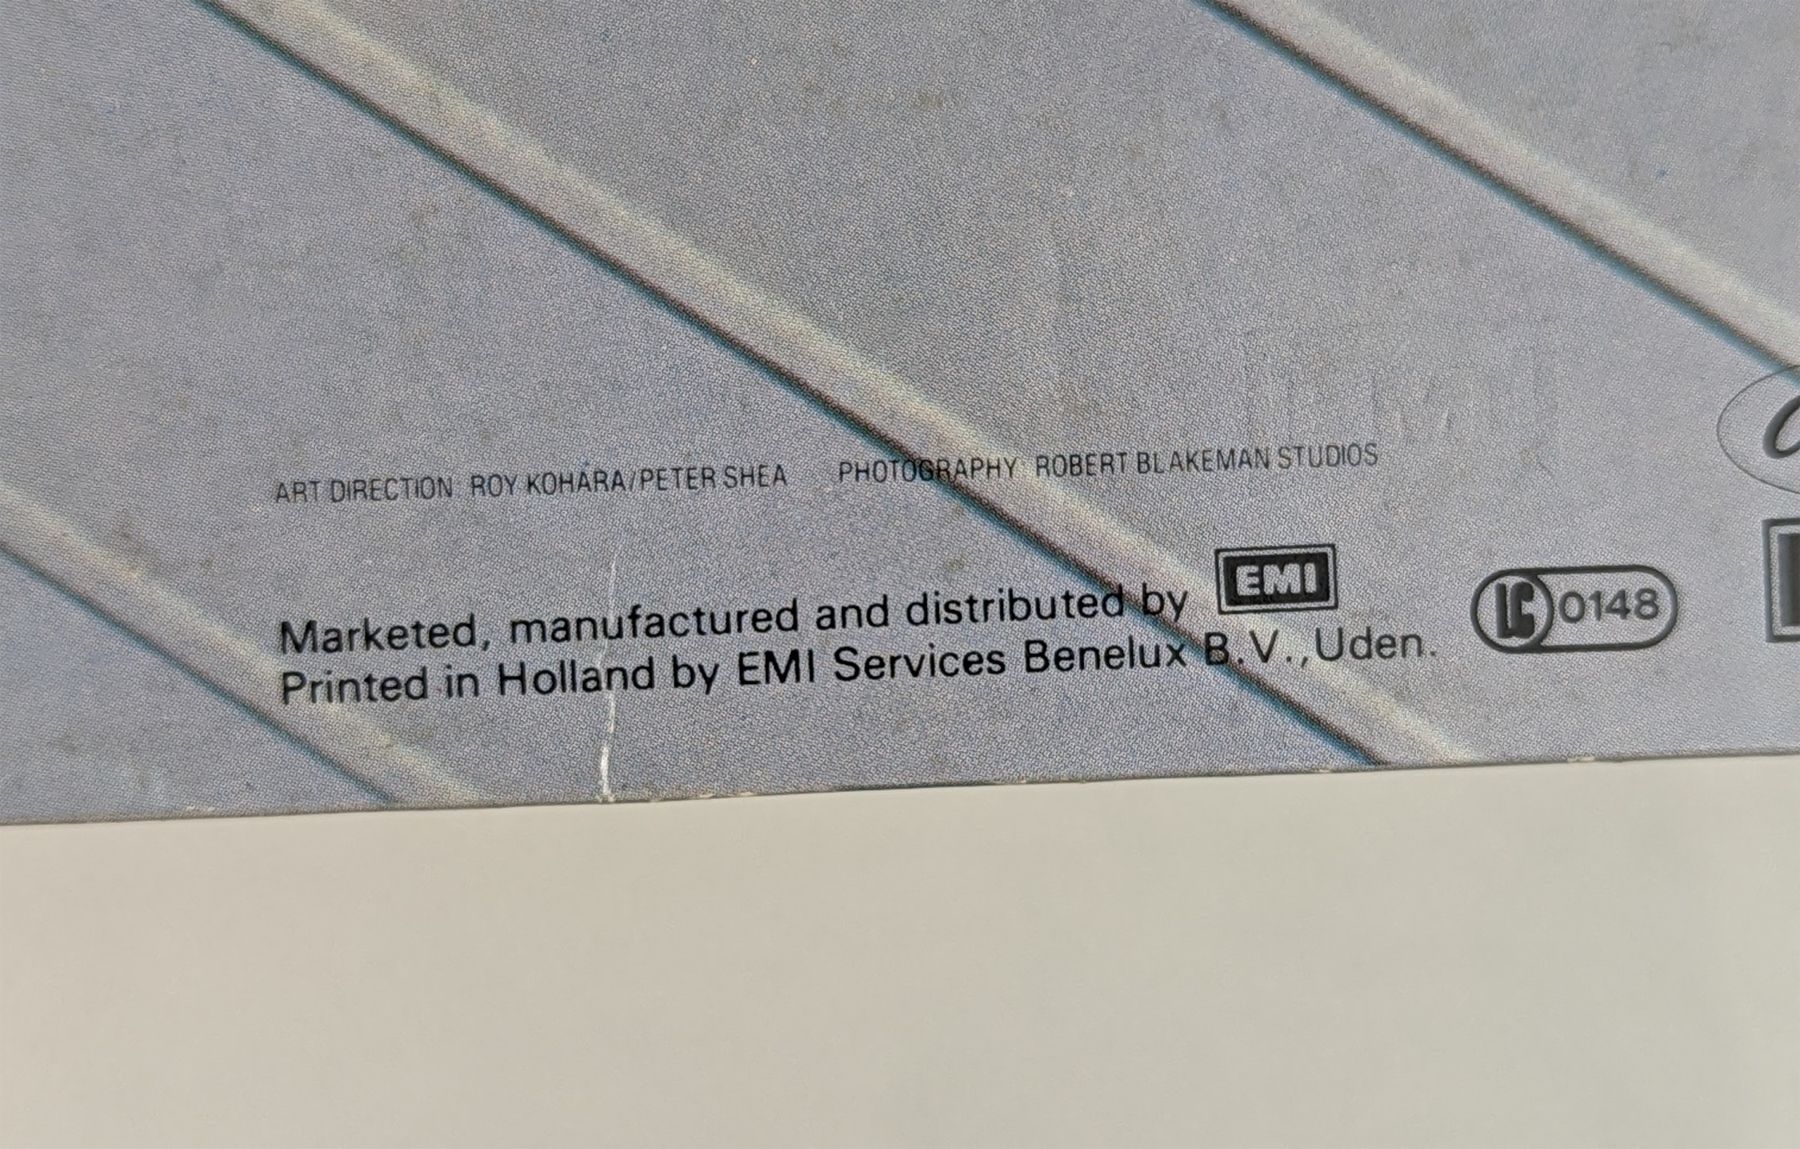 ART DIRECTION ROY KOHARA/PETER SHEA PHOTOGRAPHY: ROBERT BLAKEMAN STUDIOS
Marketed, manufactured and distributed by EMI
Printed in Holland by EMI Services Benelux B.V.,Uden.
LC 0148